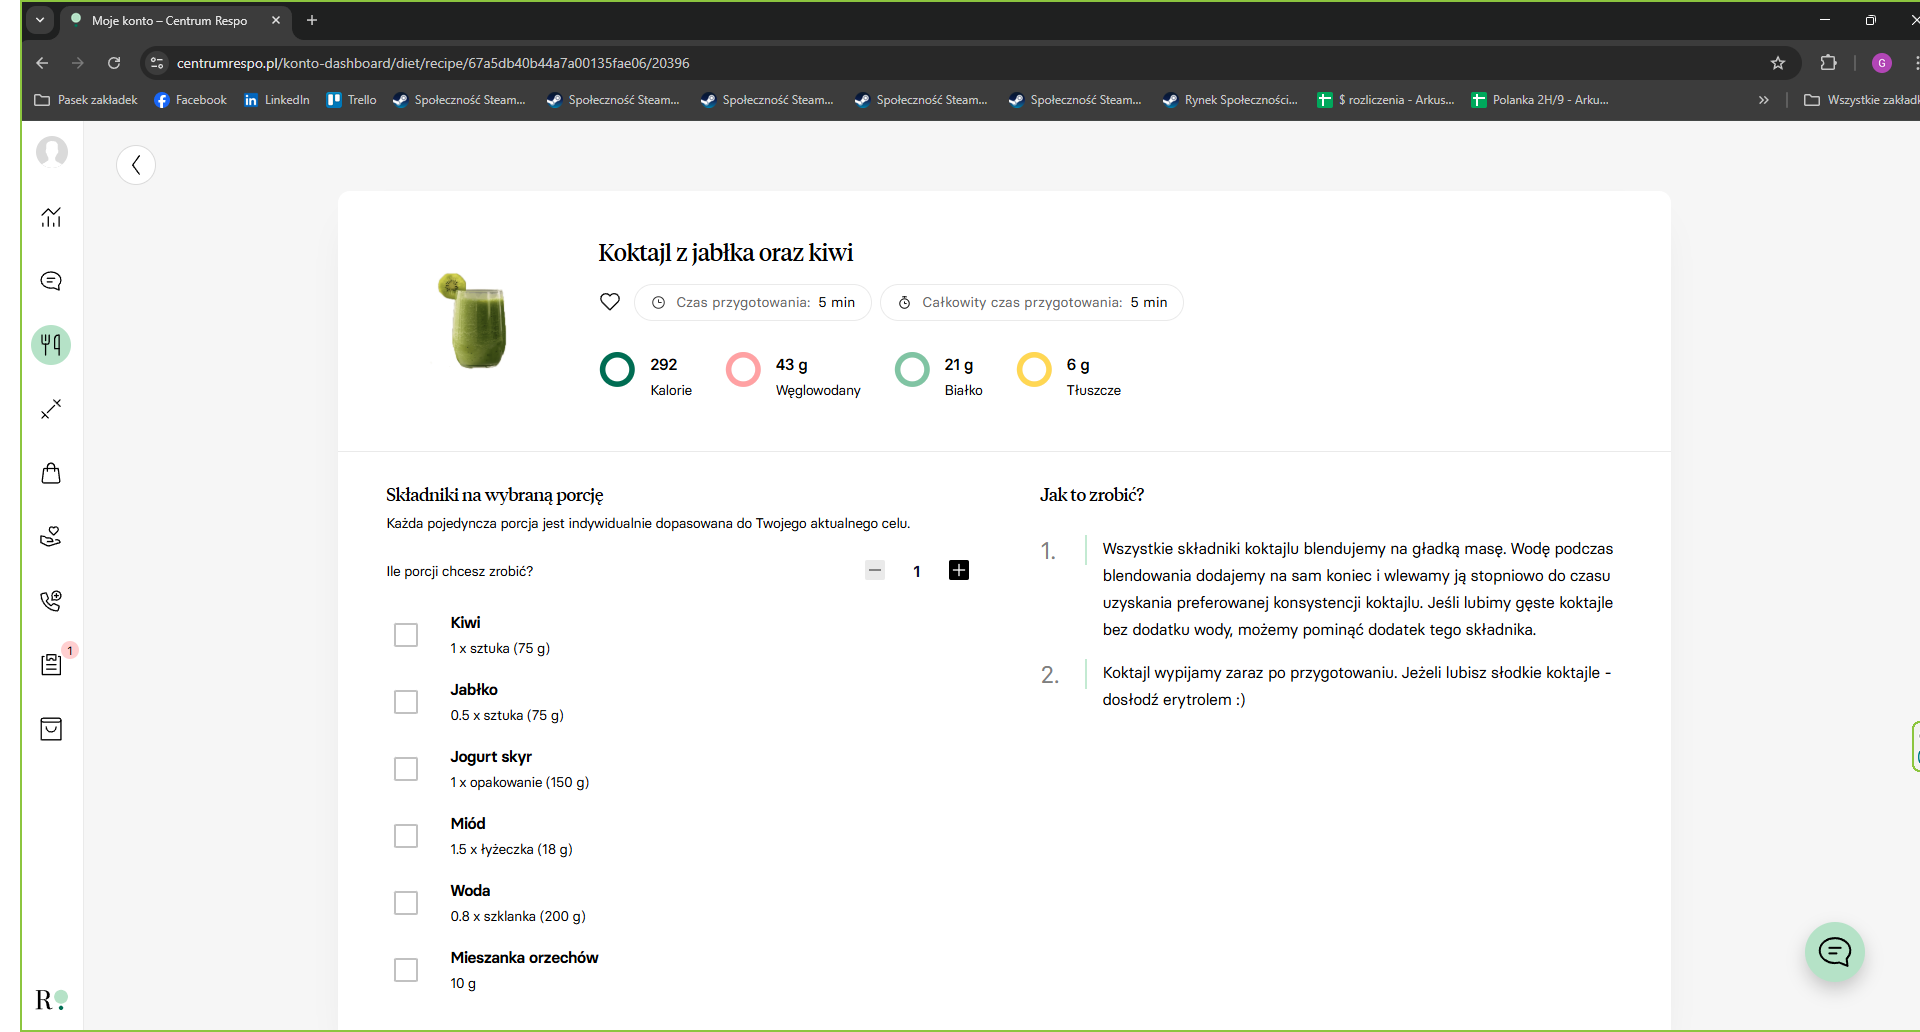 Moje konto – Centrum Respo
centrumrespo.pl/konto-dashboard/diet/recipe/67a5db40b44a7a00135fae06/20396
G
Pasek zakładek Facebook LinkedIn Trello Społeczność Steam... Społeczność Steam... Społeczność Steam... Społeczność Steam... Społeczność Steam... Rynek Społeczności... $ rozliczenia - Arkus... Polanka 2H/9 - Arku... » Wszystkie zakład
Koktajl z jabłka oraz kiwi
Czas przygotowania: 5 min Całkowity czas przygotowania: 5 min
292 43 g 21 g 6 g
Kalorie Węglowodany Białko Tłuszcze
Składniki na wybraną porcję
Każda pojedyncza porcja jest indywidualnie dopasowana do Twojego aktualnego celu.
Ile porcji chcesz zrobić? 1
Kiwi
1 x sztuka (75 g)
Jabłko
0.5 x sztuka (75 g)
Jogurt skyr
1 x opakowanie (150 g)
Miód
1.5 x łyżeczka (18 g)
Woda
0.8 x szklanka (200 g)
Mieszanka orzechów
10 g
Jak to zrobić?
1. Wszystkie składniki koktajlu blendujemy na gładką masę. Wodę podczas
blendowania dodajemy na sam koniec i wlewamy ją stopniowo do czasu
uzyskania preferowanej konsystencji koktajlu. Jeśli lubimy gęste koktajle
bez dodatku wody, możemy pominąć dodatek tego składnika.
2. Koktajl wypijamy zaraz po przygotowaniu. Jeżeli lubisz słodkie koktajle -
dosłodź erytrolem :)
1
R